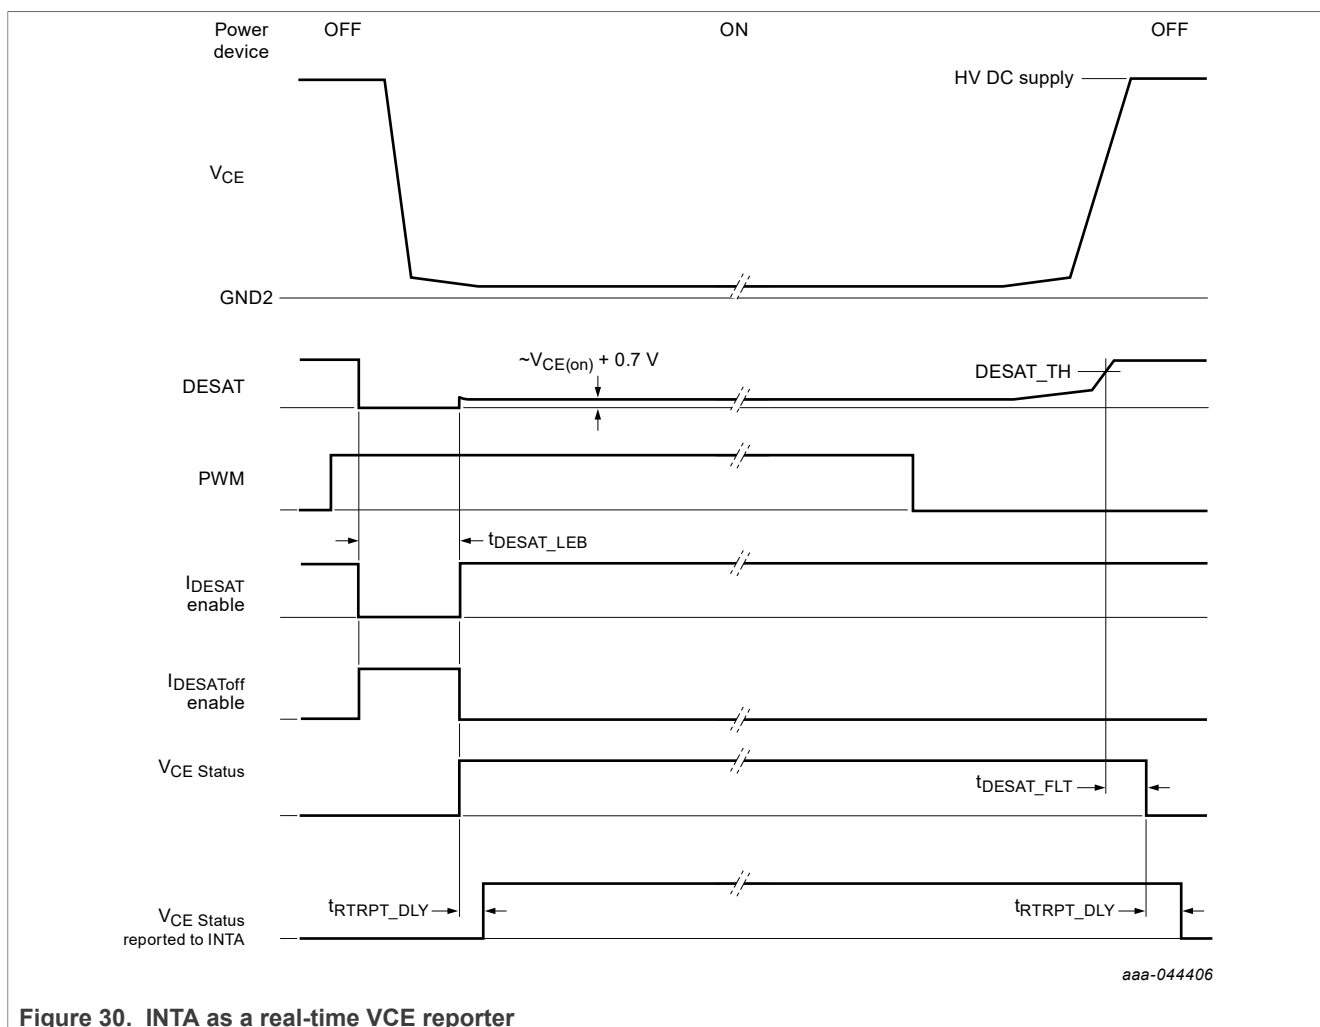 Power
device
OFF
ON
OFF
HV DC supply
VCE
GND2
~VCE(on) + 0.7 V
DESAT_TH
DESAT
PWM
tDESAT_LEB
IDESAT
enable
IDESAToff
enable
VCE Status
tDESAT_FLT
tRTRPT_DLY
tRTRPT_DLY
VCE Status
reported to INTA
aaa-044406
Figure 30. INTA as a real-time VCE reporter